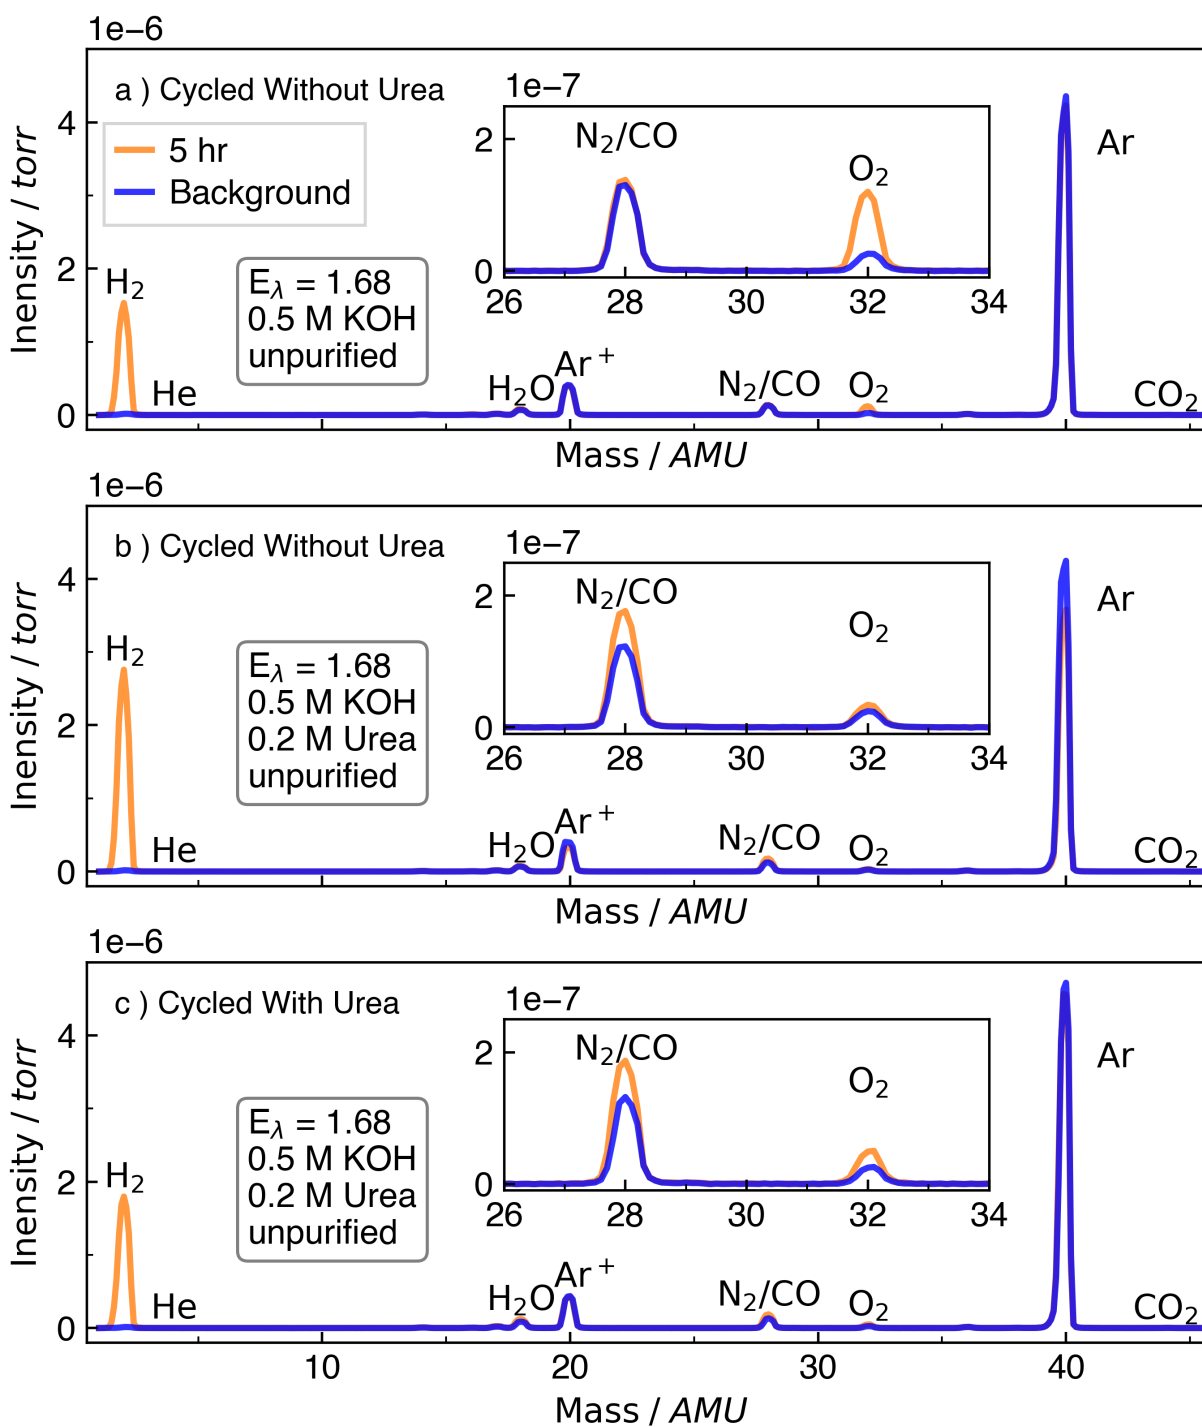 1e−6
a ) Cycled Without Urea
5 hr
Background
Inensity / torr
4
2
0
H₂
He
E_λ = 1.68
0.5 M KOH
unpurified
H₂O
Ar⁺
N₂/CO
O₂
Ar
CO₂
1e−7
2
0
N₂/CO
O₂
26 28 30 32 34
Mass / AMU
1e−6
b ) Cycled Without Urea
Inensity / torr
4
2
0
H₂
He
E_λ = 1.68
0.5 M KOH
0.2 M Urea
unpurified
H₂O
Ar⁺
N₂/CO
O₂
Ar
CO₂
1e−7
2
0
N₂/CO
O₂
26 28 30 32 34
Mass / AMU
1e−6
c ) Cycled With Urea
Inensity / torr
4
2
0
H₂
He
E_λ = 1.68
0.5 M KOH
0.2 M Urea
unpurified
H₂O
Ar⁺
N₂/CO
O₂
Ar
CO₂
1e−7
2
0
N₂/CO
O₂
26 28 30 32 34
10 20 30 40
Mass / AMU